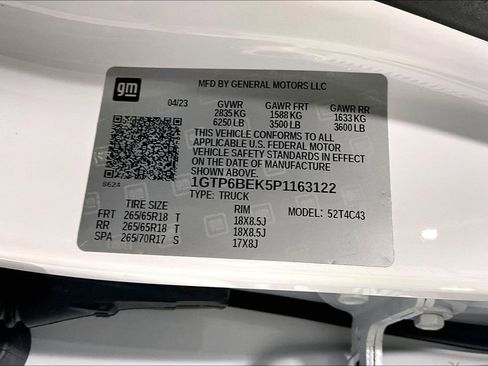 gm
MFD BY GENERAL MOTORS LLC
04/23 GVWR GAWR FRT GAWR RR
2835 KG 1588 KG 1633 KG
6250 LB 3500 LB 3600 LB
THIS VEHICLE CONFORMS TO ALL
APPLICABLE U.S. FEDERAL MOTOR
VEHICLE SAFETY STANDARDS IN EFFECT
ON THE DATE OF MANUFACTURE
SHOWN ABOVE.
8624 1GTP6BEK5P1163122
TYPE: TRUCK
TIRE SIZE RIM MODEL: 52T4C43
FRT 265/65R18 T 18X8.5J
RR 265/65R18 T 18X8.5J
SPA 265/70R17 S 17X8J